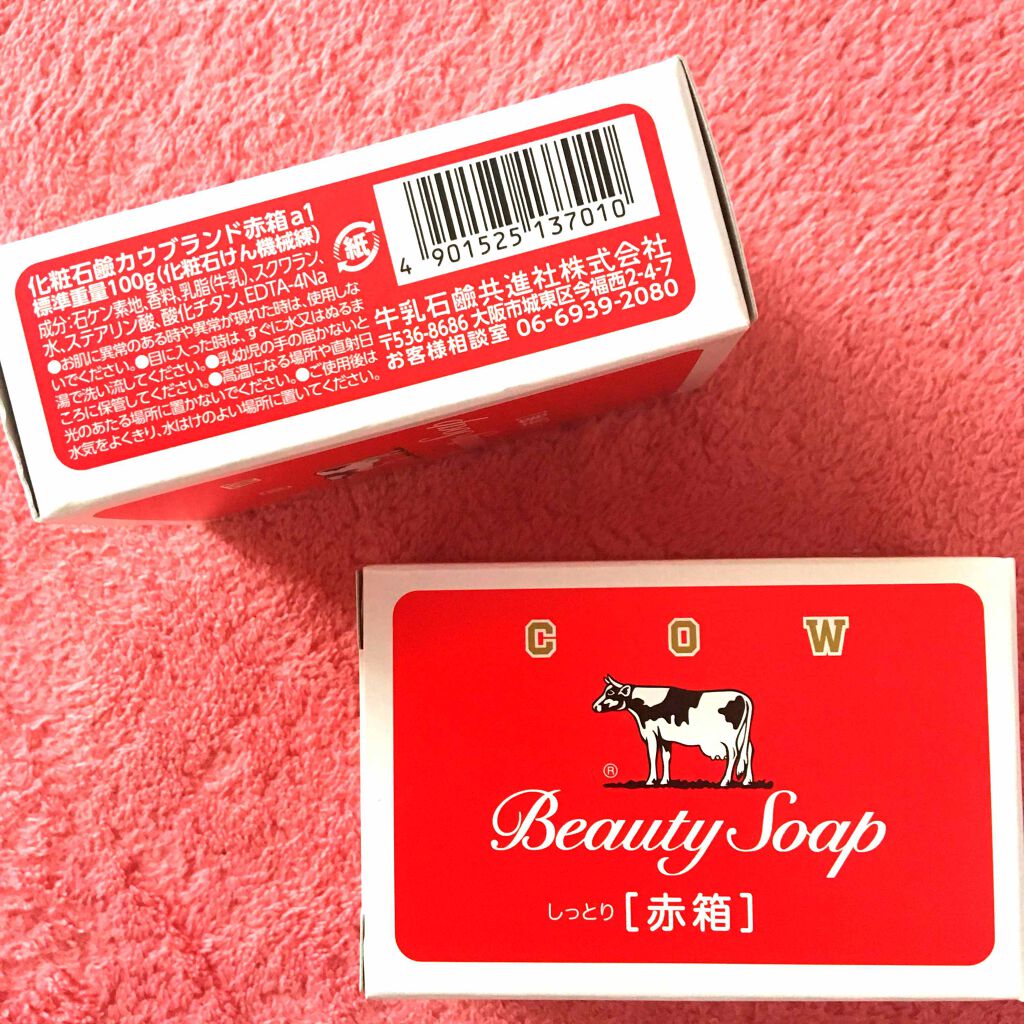 化粧石鹼カウブランド赤箱a1
標準重量100g(化粧石けん機械練)
成分:石ケン素地、香料、乳脂(牛乳)、スクワラン、
水、ステアリン酸、酸化チタン、EDTA-4Na
●お肌に異常のある時や異常が現れた時は、使用しな
いでください。●目に入った時は、すぐに水又はぬるま
湯で洗い流してください。●乳幼児の手の届かないと
ころに保管してください。●高温になる場所や直射日
光のあたる場所に置かないでください。●ご使用後は
水気をよくきり、水はけのよい場所に置いてください。
紙
4 901525 137010
牛乳石鹼共進社株式会社
〒536-8686 大阪市城東区今福西2-4-7
お客様相談室 06-6939-2080
COW
®
Beauty Soap
しっとり [赤箱]